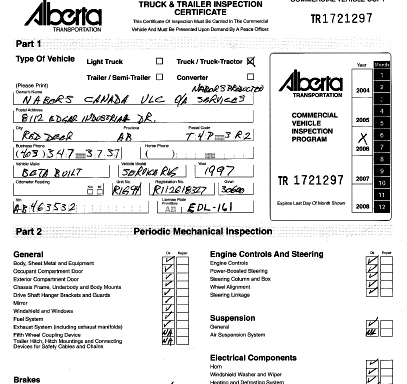 Alberta
TRANSPORTATION
TRUCK & TRAILER INSPECTION
CERTIFICATE
This Certificate Of Inspection Must Be Carried In The Commercial
Vehicle And Must Be Presented Upon Demand By A Peace Officer
COMMERCIAL VEHICLE COPY
TR1721297
Part 1
Type Of Vehicle
Light Truck
Truck / Truck-Tractor
Trailer / Semi-Trailer
Converter
(Please Print)
Owner's Name
NABORS CANADA ULC O/A SERVICES
NABORS PRODUCTION
Postal Address
8112 EDGAR INDUSTRIAL DR.
City
Province
Postal Code
RED DEER
AB
T4P 3R2
Business Phone
Home Phone
(403) 347-3737
Vehicle Make
Vehicle Model
Year
BETA BUILT
SERVICE RIG
1997
Odometer Reading
Unit No.
Registration No.
GVW
RIG 94
30600
Vin
License Plate
AB463532
AB
EDL-161
Alberta
TRANSPORTATION
COMMERCIAL
VEHICLE
INSPECTION
PROGRAM
TR 1721297
Expires Last Day Of Month Shown
Year
Month
2004
2005
2006
2007
2008
1
2
3
4
5
6
7
8
9
10
11
12
X
Part 2
Periodic Mechanical Inspection
General
Ok
Repair
Body, Sheet Metal and Equipment
Occupant Compartment Door
Exterior Compartment Door
Chassis Frame, Underbody and Body Mounts
Drive Shaft Hanger Brackets and Guards
Mirror
Windshield and Windows
Fuel System
Exhaust System (including exhaust manifolds)
Fifth Wheel Coupling Device
NA
Trailer Hitch, Hitch Mountings and Connecting
Devices for Safety Cables and Chains
NA
Brakes
Engine Controls And Steering
Ok
Repair
Engine Controls
Power-Boosted Steering
Steering Column and Box
Wheel Alignment
Steering Linkage
Suspension
General
Air Suspension System
NA
Electrical Components
Horn
Windshield Washer and Wiper
Heating and Defrosting System